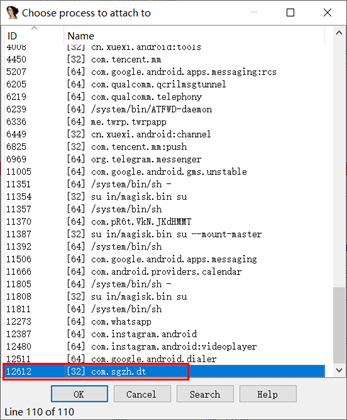 Choose process to attach to
ID Name
4008 [32] cn.xuexi.android:tools
4450 [32] com.tencent.mm
5207 [64] com.google.android.apps.messaging:rcs
6205 [64] com.qualcomm.qcrilmsgtunnel
6219 [64] com.qualcomm.telephony
6239 [64] /system/bin/ATFWD-daemon
6336 [64] me.twrp.twrpapp
6449 [32] cn.xuexi.android:channel
6825 [32] com.tencent.mm:push
6969 [64] org.telegram.messenger
11005 [64] com.google.android.gms.unstable
11351 [64] /system/bin/sh -
11354 [32] su in/magisk.bin su
11357 [64] /system/bin/sh
11370 [64] com.pR6t.VkN.JKdHMMT
11387 [32] su in/magisk.bin su --mount-master
11392 [64] /system/bin/sh
11506 [64] com.google.android.apps.messaging
11666 [64] com.android.providers.calendar
11805 [64] /system/bin/sh -
11808 [32] su in/magisk.bin su
11811 [64] /system/bin/sh
12273 [64] com.whatsapp
12387 [64] com.instagram.android
12480 [64] com.instagram.android:videoplayer
12511 [64] com.google.android.dialer
12612 [32] com.sgzh.dt
OK Cancel Search Help
Line 110 of 110